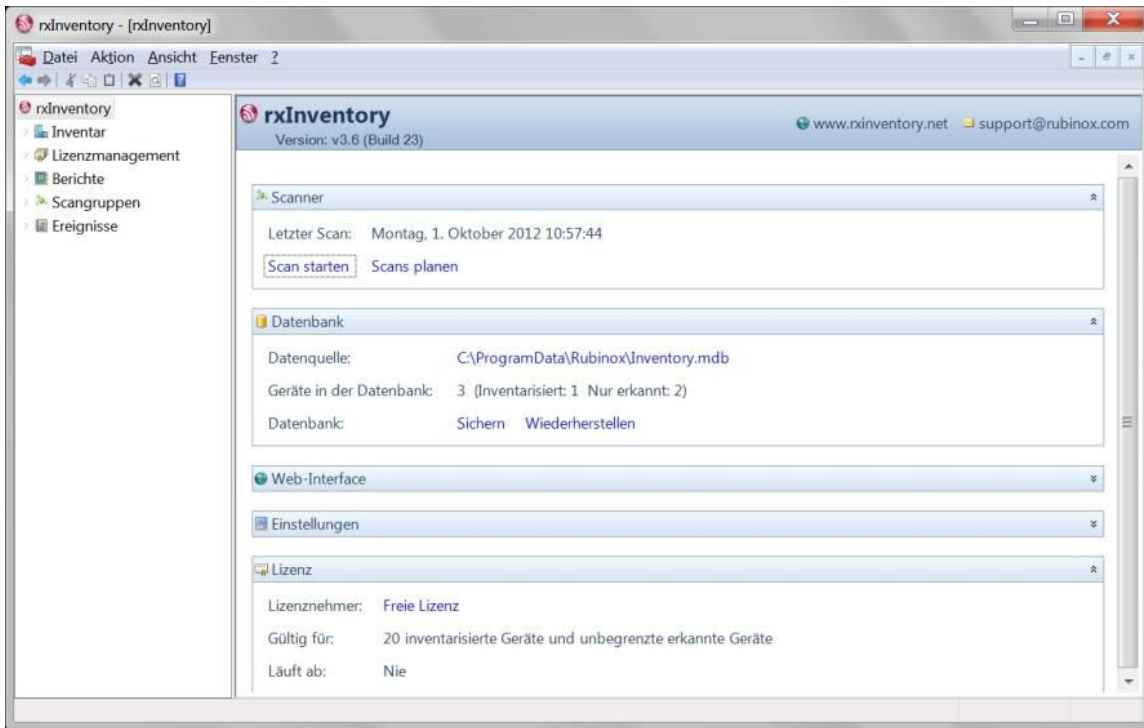 rxInventory - [rxInventory]
Datei Aktion Ansicht Fenster ?
rxInventory
Inventar
Lizenzmanagement
Berichte
Scangruppen
Ereignisse
rxInventory
Version: v3.6 (Build 23)
www.rxinventory.net support@rubinox.com
Scanner
Letzter Scan: Montag, 1. Oktober 2012 10:57:44
Scan starten Scans planen
Datenbank
Datenquelle: C:\ProgramData\Rubinox\Inventory.mdb
Geräte in der Datenbank: 3 (Inventarisiert: 1 Nur erkannt: 2)
Datenbank: Sichern Wiederherstellen
Web-Interface
Einstellungen
Lizenz
Lizenznehmer: Freie Lizenz
Gültig für: 20 inventarisierte Geräte und unbegrenzte erkannte Geräte
Läuft ab: Nie